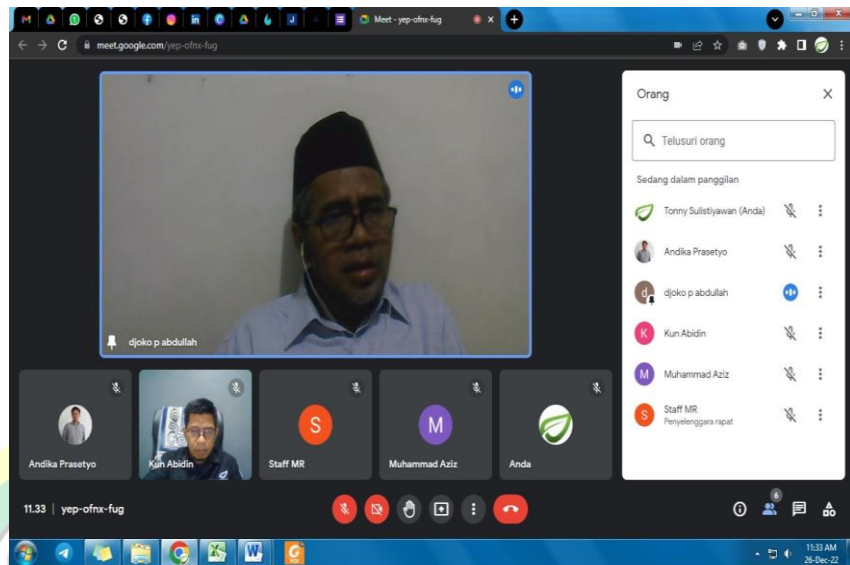 Meet - yep-ofnx-fug
meet.google.com/yep-ofnx-fug
djoko p abdullah
Andika Prasetyo
Kun Abidin
S
Staff MR
M
Muhammad Aziz
Anda
Orang
Telusuri orang
Sedang dalam panggilan
Tonny Sulistiyawan (Anda)
Andika Prasetyo
d
djoko p abdullah
K
Kun Abidin
M
Muhammad Aziz
S
Staff MR
Penyelenggara rapat
11.33 | yep-ofnx-fug
6
11:33 AM
26-Dec-22